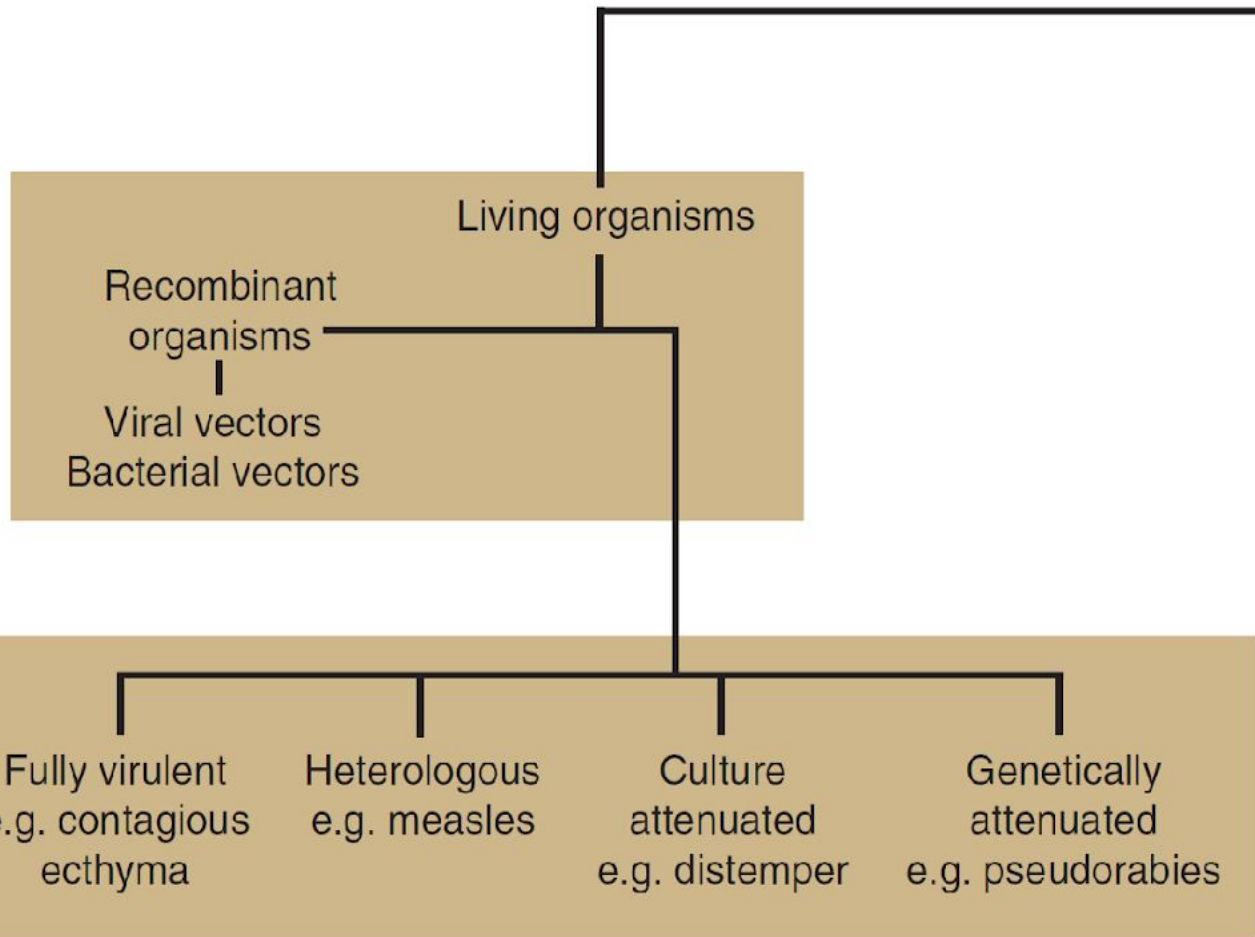 Living organisms
Recombinant
organisms
Viral vectors
Bacterial vectors
Fully virulent
e.g. contagious
ecthyma
Heterologous
e.g. measles
Culture
attenuated
e.g. distemper
Genetically
attenuated
e.g. pseudorabies